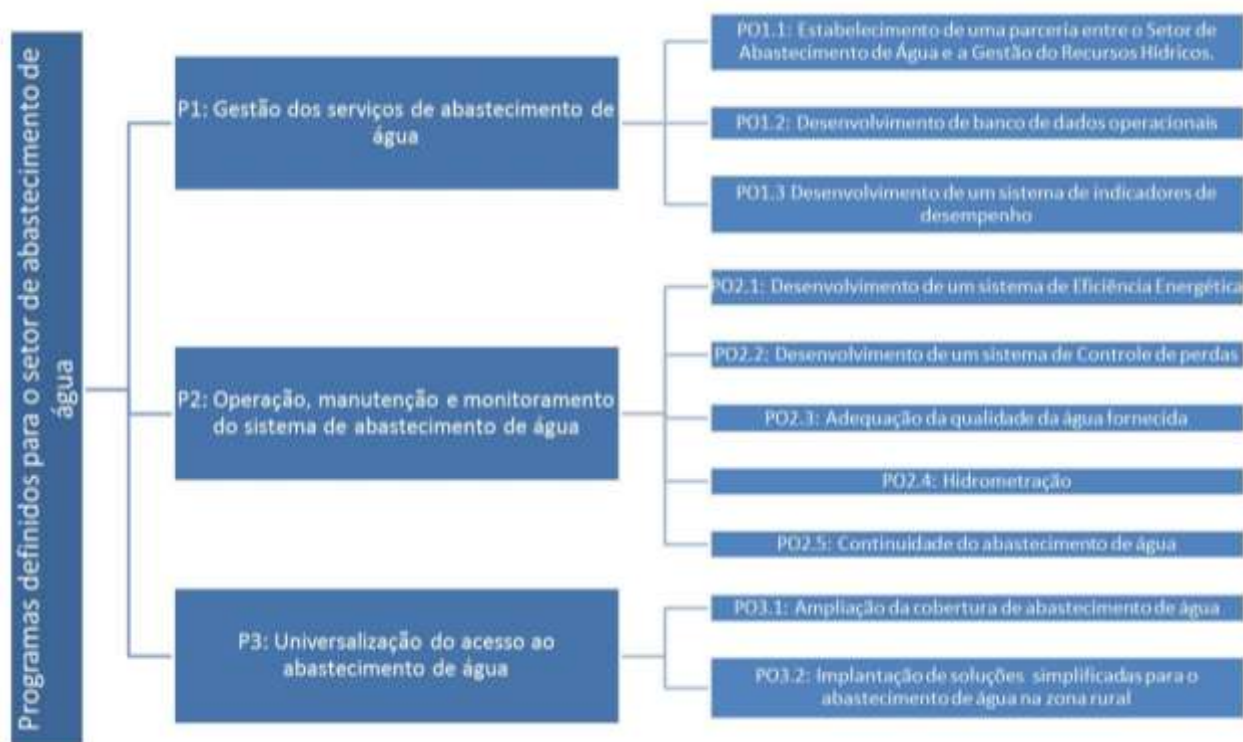 Programas definidos para o setor de abastecimento de
água
P1: Gestão dos serviços de abastecimento de
água
PO1.1: Estabelecimento de uma parceria entre o Setor de
Abastecimento de Água e a Gestão do Recursos Hídricos.
PO1.2: Desenvolvimento de banco de dados operacionais
PO1.3 Desenvolvimento de um sistema de indicadores de
desempenho
P2: Operação, manutenção e monitoramento
do sistema de abastecimento de água
PO2.1: Desenvolvimento de um sistema de Eficiência Energética
PO2.2: Desenvolvimento de um sistema de Controle de perdas
PO2.3: Adequação da qualidade da água fornecida
PO2.4: Hidrometração
PO2.5: Continuidade do abastecimento de água
P3: Universalização do acesso ao
abastecimento de água
PO3.1: Ampliação da cobertura de abastecimento de água
PO3.2: Implantação de soluções simplificadas para o
abastecimento de água na zona rural